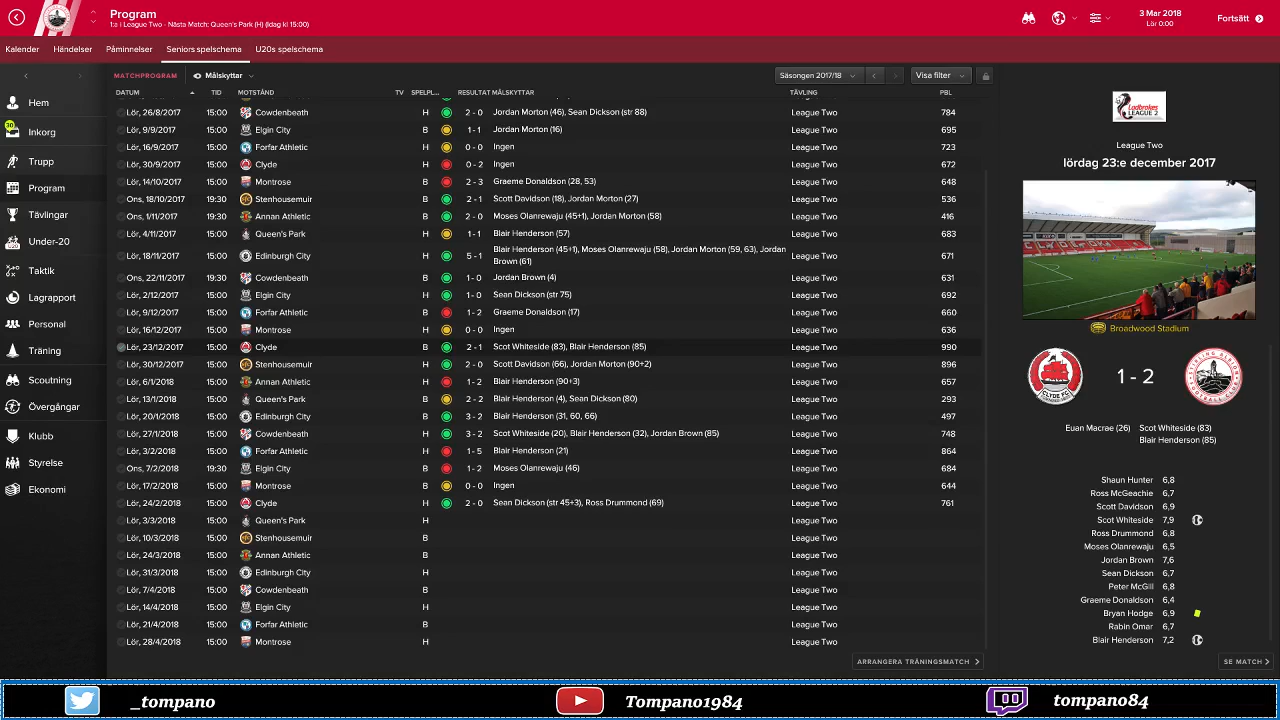 Program
1:a i League Two - Nästa Match: Queen's Park (H) (Idag kl 15:00)
3 Mar 2018
Lör 0:00
Fortsätt
Kalender Händelser Påminnelser Seniors spelschema U20s spelschema
MATCHPROGRAM Målskyttar Säsongen 2017/18 Visa filter
DATUM TID MOTSTÅND TV SPELPL... RESULTAT MÅLSKYTTAR TÄVLING PBL
Lör, 26/8/2017 15:00 Cowdenbeath H 2 - 0 Jordan Morton (46), Sean Dickson (str 88) League Two 784
Lör, 9/9/2017 15:00 Elgin City B 1 - 1 Jordan Morton (16) League Two 695
Lör, 16/9/2017 15:00 Forfar Athletic H 0 - 0 Ingen League Two 723
Lör, 30/9/2017 15:00 Clyde H 0 - 2 Ingen League Two 672
Lör, 14/10/2017 15:00 Montrose B 2 - 3 Graeme Donaldson (28, 53) League Two 648
Ons, 18/10/2017 19:30 Stenhousemuir B 2 - 1 Scott Davidson (18), Jordan Morton (27) League Two 536
Ons, 1/11/2017 19:30 Annan Athletic B 2 - 0 Moses Olanrewaju (45+1), Jordan Morton (58) League Two 416
Lör, 4/11/2017 15:00 Queen's Park H 1 - 1 Blair Henderson (57) League Two 683
Lör, 18/11/2017 15:00 Edinburgh City H 5 - 1 Blair Henderson (45+1), Moses Olanrewaju (58), Jordan Morton (59, 63), Jordan Brown (61) League Two 671
Ons, 22/11/2017 19:30 Cowdenbeath B 1 - 0 Jordan Brown (4) League Two 631
Lör, 2/12/2017 15:00 Elgin City H 1 - 0 Sean Dickson (str 75) League Two 692
Lör, 9/12/2017 15:00 Forfar Athletic B 1 - 2 Graeme Donaldson (17) League Two 660
Lör, 16/12/2017 15:00 Montrose H 0 - 0 Ingen League Two 636
Lör, 23/12/2017 15:00 Clyde B 2 - 1 Scot Whiteside (83), Blair Henderson (85) League Two 990
Lör, 30/12/2017 15:00 Stenhousemuir H 2 - 0 Scott Davidson (66), Jordan Morton (90+2) League Two 896
Lör, 6/1/2018 15:00 Annan Athletic H 1 - 2 Blair Henderson (90+3) League Two 657
Lör, 13/1/2018 15:00 Queen's Park B 2 - 2 Blair Henderson (4), Sean Dickson (80) League Two 293
Lör, 20/1/2018 15:00 Edinburgh City B 3 - 2 Blair Henderson (31, 60, 66) League Two 497
Lör, 27/1/2018 15:00 Cowdenbeath H 3 - 2 Scot Whiteside (20), Blair Henderson (32), Jordan Brown (85) League Two 748
Lör, 3/2/2018 15:00 Forfar Athletic H 1 - 5 Blair Henderson (21) League Two 864
Ons, 7/2/2018 19:30 Elgin City B 1 - 2 Moses Olanrewaju (46) League Two 684
Lör, 17/2/2018 15:00 Montrose B 0 - 0 Ingen League Two 644
Lör, 24/2/2018 15:00 Clyde H 2 - 0 Sean Dickson (str 45+3), Ross Drummond (69) League Two 761
Lör, 3/3/2018 15:00 Queen's Park H League Two
Lör, 10/3/2018 15:00 Stenhousemuir B League Two
Lör, 24/3/2018 15:00 Annan Athletic B League Two
Lör, 31/3/2018 15:00 Edinburgh City H League Two
Lör, 7/4/2018 15:00 Cowdenbeath B League Two
Lör, 14/4/2018 15:00 Elgin City H League Two
Lör, 21/4/2018 15:00 Forfar Athletic B League Two
Lör, 28/4/2018 15:00 Montrose H League Two
ARRANGERA TRÄNINGSMATCH
Hem
30
Inkorg
Trupp
Program
Tävlingar
Under-20
Taktik
Lagrapport
Personal
Träning
Scoutning
Övergångar
Klubb
Styrelse
Ekonomi
Ladbrokes
LEAGUE 2
League Two
lördag 23:e december 2017
Broadwood Stadium
1 - 2
Euan Macrae (26) Scot Whiteside (83)
Blair Henderson (85)
Shaun Hunter 6,8
Ross McGeachie 6,7
Scott Davidson 6,9
Scot Whiteside 7,9
Ross Drummond 6,8
Moses Olanrewaju 6,5
Jordan Brown 7,6
Sean Dickson 6,7
Peter McGill 6,8
Graeme Donaldson 6,4
Bryan Hodge 6,9
Rabin Omar 6,7
Blair Henderson 7,2
SE MATCH
_tompano Tompano1984 tompano84